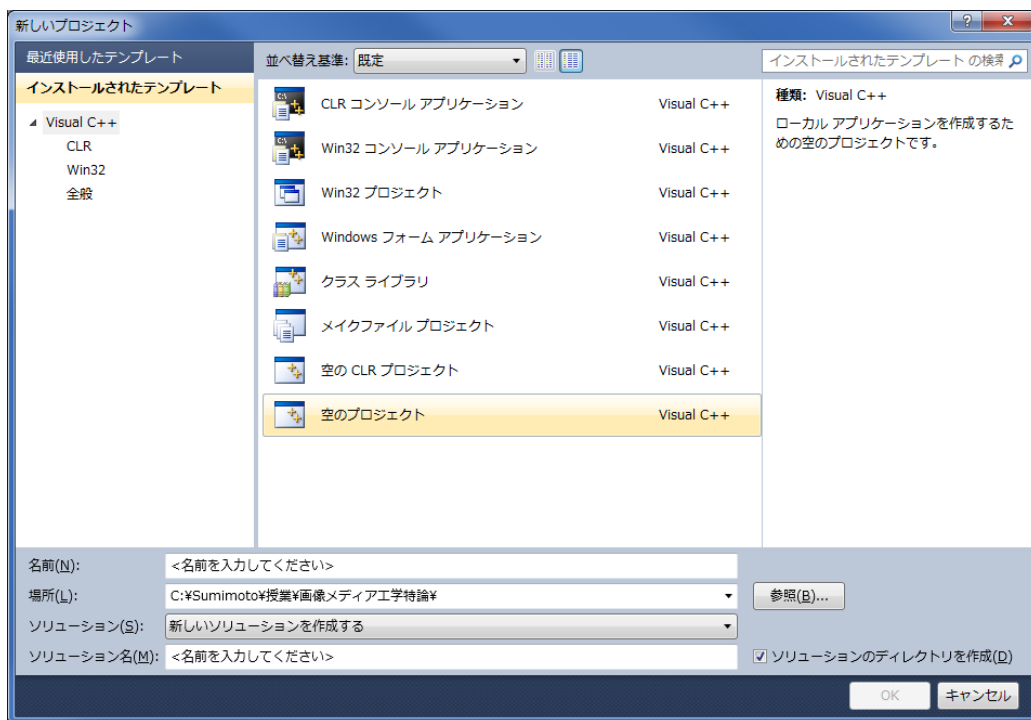 新しいプロジェクト
最近使用したテンプレート
インストールされたテンプレート
Visual C++
CLR
Win32
全般
並べ替え基準: 既定
CLR コンソール アプリケーション Visual C++
Win32 コンソール アプリケーション Visual C++
Win32 プロジェクト Visual C++
Windows フォーム アプリケーション Visual C++
クラス ライブラリ Visual C++
メイクファイル プロジェクト Visual C++
空の CLR プロジェクト Visual C++
空のプロジェクト Visual C++
インストールされたテンプレート の検索
種類: Visual C++
ローカル アプリケーションを作成するた
めの空のプロジェクトです。
名前(N): <名前を入力してください>
場所(L): C:¥Sumimoto¥授業¥画像メディア工学特論¥ 参照(B)...
ソリューション(S): 新しいソリューションを作成する
ソリューション名(M): <名前を入力してください> ソリューションのディレクトリを作成(D)
OK キャンセル